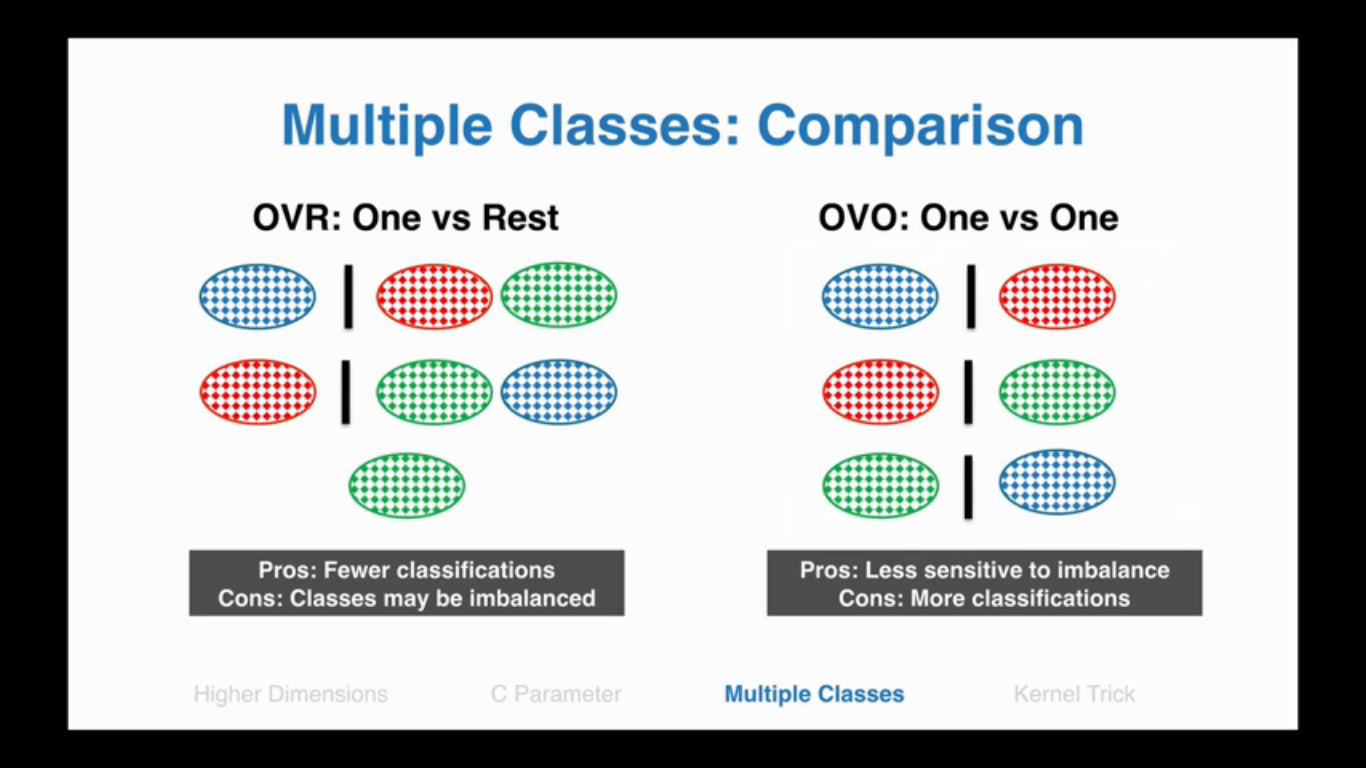 Multiple Classes: Comparison
OVR: One vs Rest
Pros: Fewer classifications
Cons: Classes may be imbalanced
OVO: One vs One
Pros: Less sensitive to imbalance
Cons: More classifications
Higher Dimensions
C Parameter
Multiple Classes
Kernel Trick